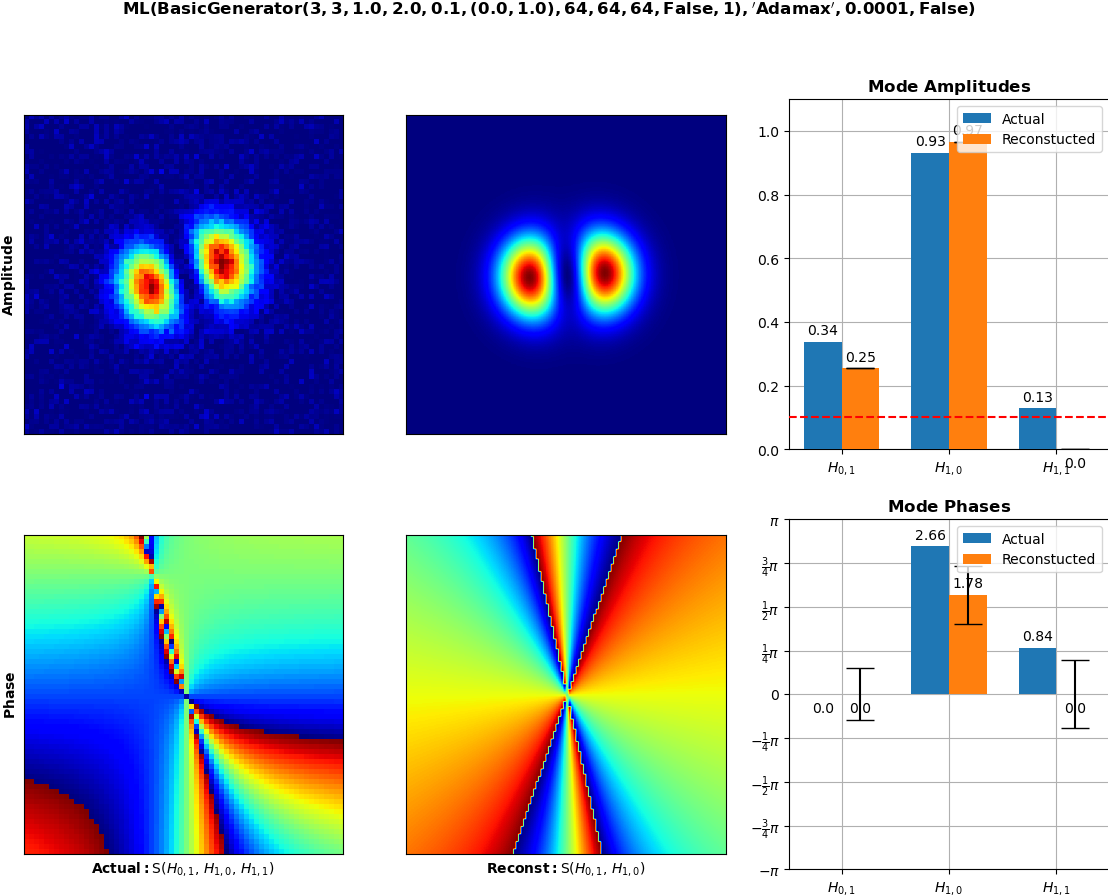 ML(BasicGenerator(3, 3, 1.0, 2.0, 0.1, (0.0, 1.0), 64, 64, 64, False, 1), ′Adamax′, 0.0001, False)
Amplitude
Mode Amplitudes
Actual
Reconstucted
1.0
0.8
0.6
0.4
0.2
0.0
0.34
0.25
0.93
0.97
0.13
0.0
H0,1
H1,0
H1,1
Phase
Actual: S(H0,1, H1,0, H1,1)
Reconst: S(H0,1, H1,0)
Mode Phases
Actual
Reconstucted
π
3/4π
1/2π
1/4π
0
−1/4π
−1/2π
−3/4π
−π
0.0
0.0
2.66
1.78
0.84
0.0
H0,1
H1,0
H1,1